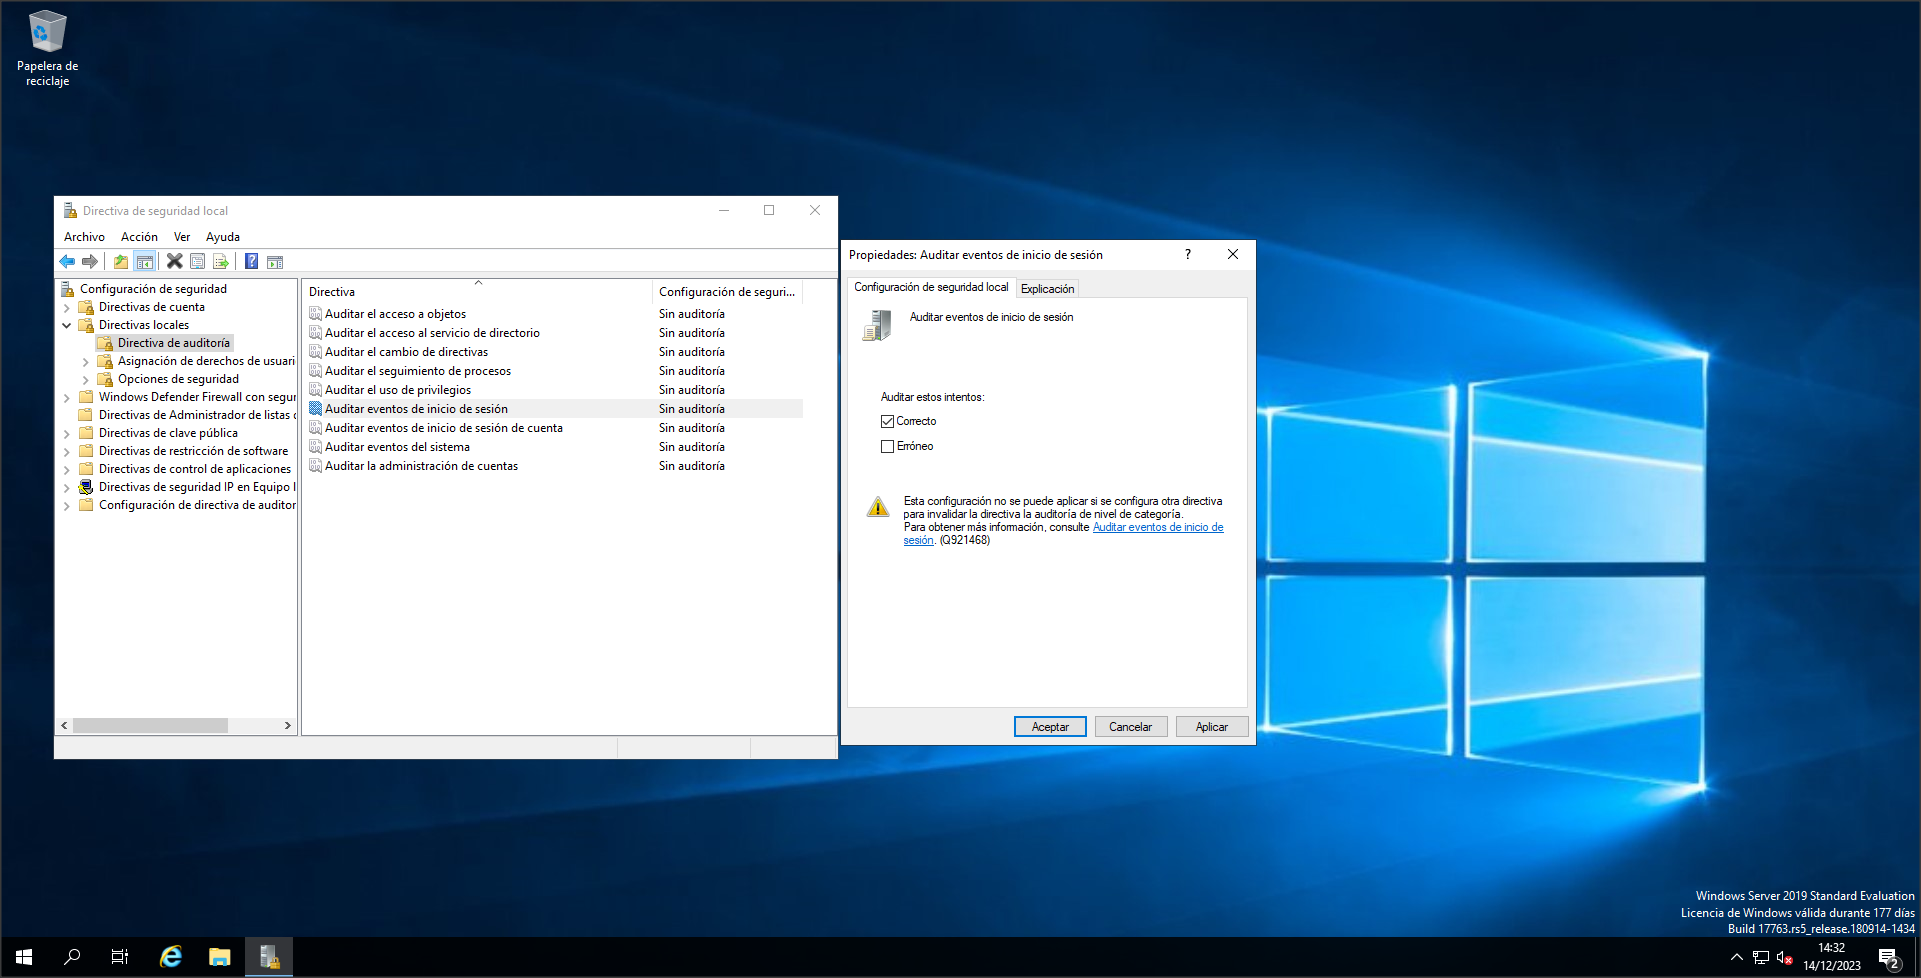 Papelera de
reciclaje
Directiva de seguridad local
Archivo Acción Ver Ayuda
Configuración de seguridad
Directivas de cuenta
Directivas locales
Directiva de auditoría
Asignación de derechos de usuari
Opciones de seguridad
Windows Defender Firewall con segur
Directivas de Administrador de listas
Directivas de clave pública
Directivas de restricción de software
Directivas de control de aplicaciones
Directivas de seguridad IP en Equipo
Configuración de directiva de auditor
Directiva Configuración de seguri...
Auditar el acceso a objetos Sin auditoría
Auditar el acceso al servicio de directorio Sin auditoría
Auditar el cambio de directivas Sin auditoría
Auditar el seguimiento de procesos Sin auditoría
Auditar el uso de privilegios Sin auditoría
Auditar eventos de inicio de sesión Sin auditoría
Auditar eventos de inicio de sesión de cuenta Sin auditoría
Auditar eventos del sistema Sin auditoría
Auditar la administración de cuentas Sin auditoría
Propiedades: Auditar eventos de inicio de sesión ?
Configuración de seguridad local Explicación
Auditar eventos de inicio de sesión
Auditar estos intentos:
Correcto
Erróneo
Esta configuración no se puede aplicar si se configura otra directiva
para invalidar la directiva la auditoría de nivel de categoría.
Para obtener más información, consulte Auditar eventos de inicio de
sesión. (Q921468)
Aceptar Cancelar Aplicar
Windows Server 2019 Standard Evaluation
Licencia de Windows válida durante 177 días
Build 17763.rs5_release.180914-1434
14:32
14/12/2023
2